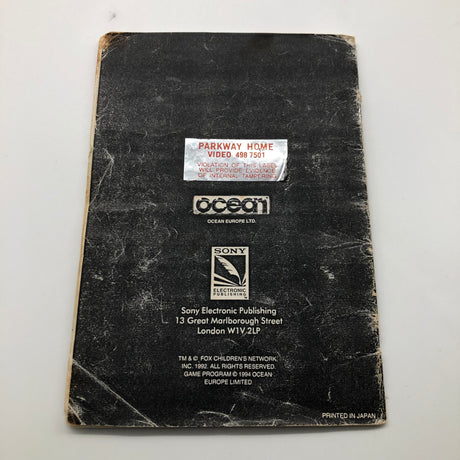 PARKWAY HOME
VIDEO 498 7501
VIOLATION OF THIS LABEL
WILL PROVIDE EVIDENCE
OF INTERNAL TAMPERING
ocean
OCEAN EUROPE LTD.
SONY
ELECTRONIC
PUBLISHING
Sony Electronic Publishing
13 Great Marlborough Street
London W1V 2LP
TM & © FOX CHILDREN'S NETWORK,
INC. 1992. ALL RIGHTS RESERVED.
GAME PROGRAM © 1994 OCEAN
EUROPE LIMITED
PRINTED IN JAPAN